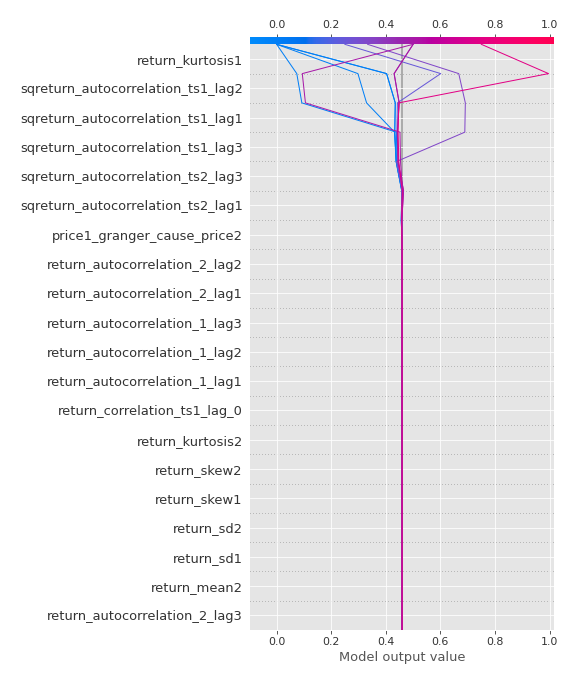 0.0 0.2 0.4 0.6 0.8 1.0
return_kurtosis1
sqreturn_autocorrelation_ts1_lag2
sqreturn_autocorrelation_ts1_lag1
sqreturn_autocorrelation_ts1_lag3
sqreturn_autocorrelation_ts2_lag3
sqreturn_autocorrelation_ts2_lag1
price1_granger_cause_price2
return_autocorrelation_2_lag2
return_autocorrelation_2_lag1
return_autocorrelation_1_lag3
return_autocorrelation_1_lag2
return_autocorrelation_1_lag1
return_correlation_ts1_lag_0
return_kurtosis2
return_skew2
return_skew1
return_sd2
return_sd1
return_mean2
return_autocorrelation_2_lag3
0.0 0.2 0.4 0.6 0.8 1.0
Model output value